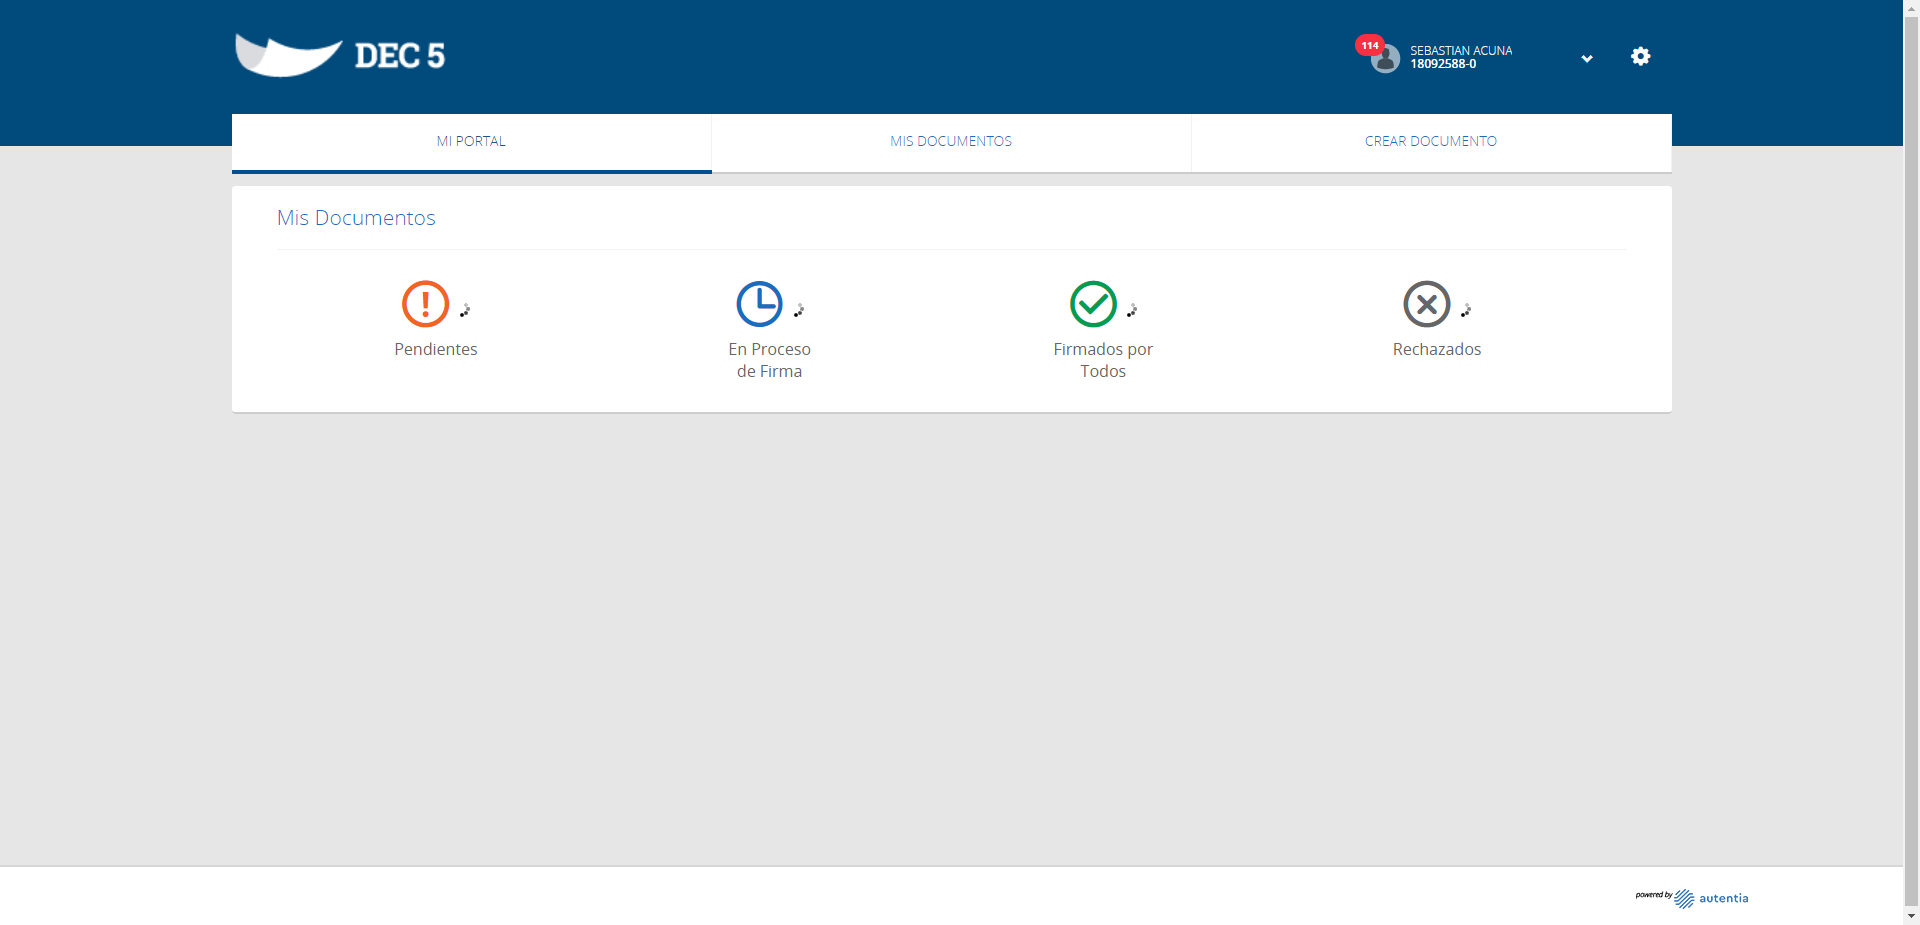 DEC 5
114
SEBASTIAN ACUNA
18092588-0
MI PORTAL
MIS DOCUMENTOS
CREAR DOCUMENTO
Mis Documentos
Pendientes
En Proceso
de Firma
Firmados por
Todos
Rechazados
powered by autentia